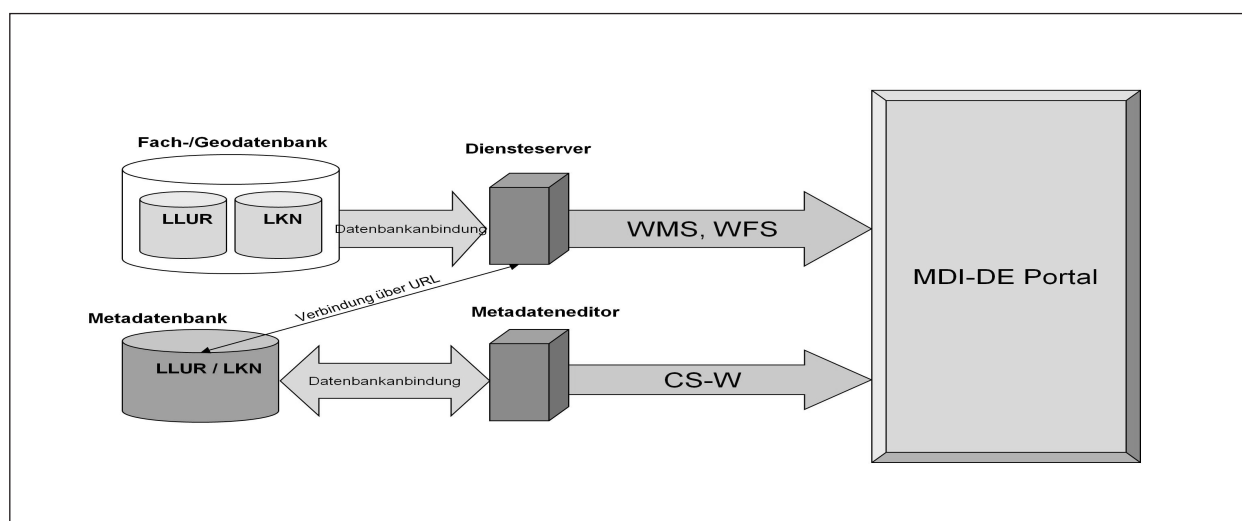 Fach-/Geodatenbank
Diensteserver
LLUR
LKN
Datenbankanbindung
WMS, WFS
MDI-DE Portal
Verbindung über URL
Metadatenbank
Metadateneditor
LLUR / LKN
Datenbankanbindung
CS-W